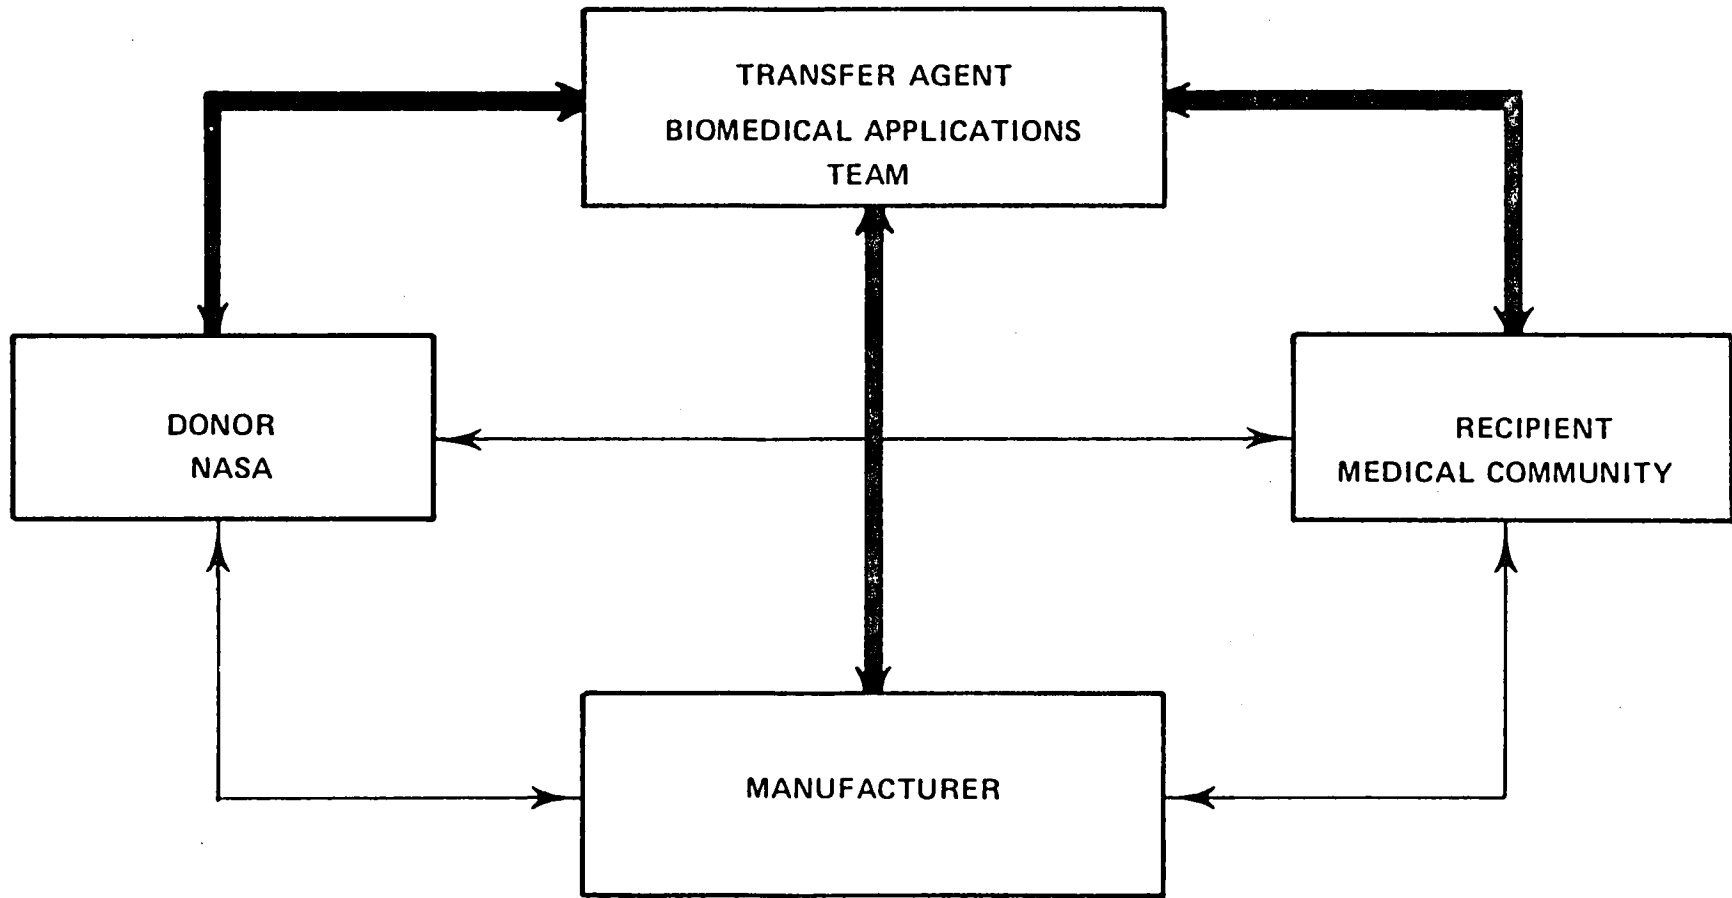 TRANSFER AGENT
BIOMEDICAL APPLICATIONS
TEAM
DONOR
NASA
RECIPIENT
MEDICAL COMMUNITY
MANUFACTURER